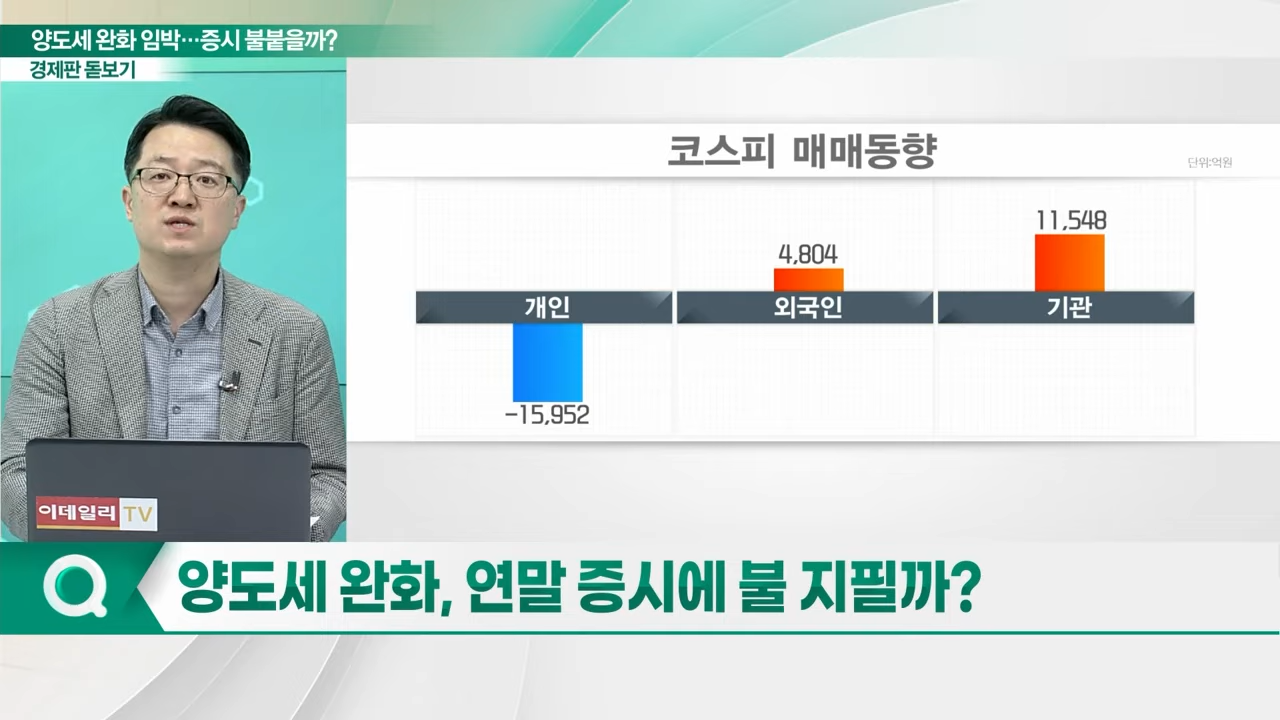 양도세 완화 임박…증시 불붙을까?
경제판 돋보기
코스피 매매동향
단위:억원
11,548
4,804
개인
외국인
기관
-15,952
이데일리 TV
양도세 완화, 연말 증시에 불 지필까?